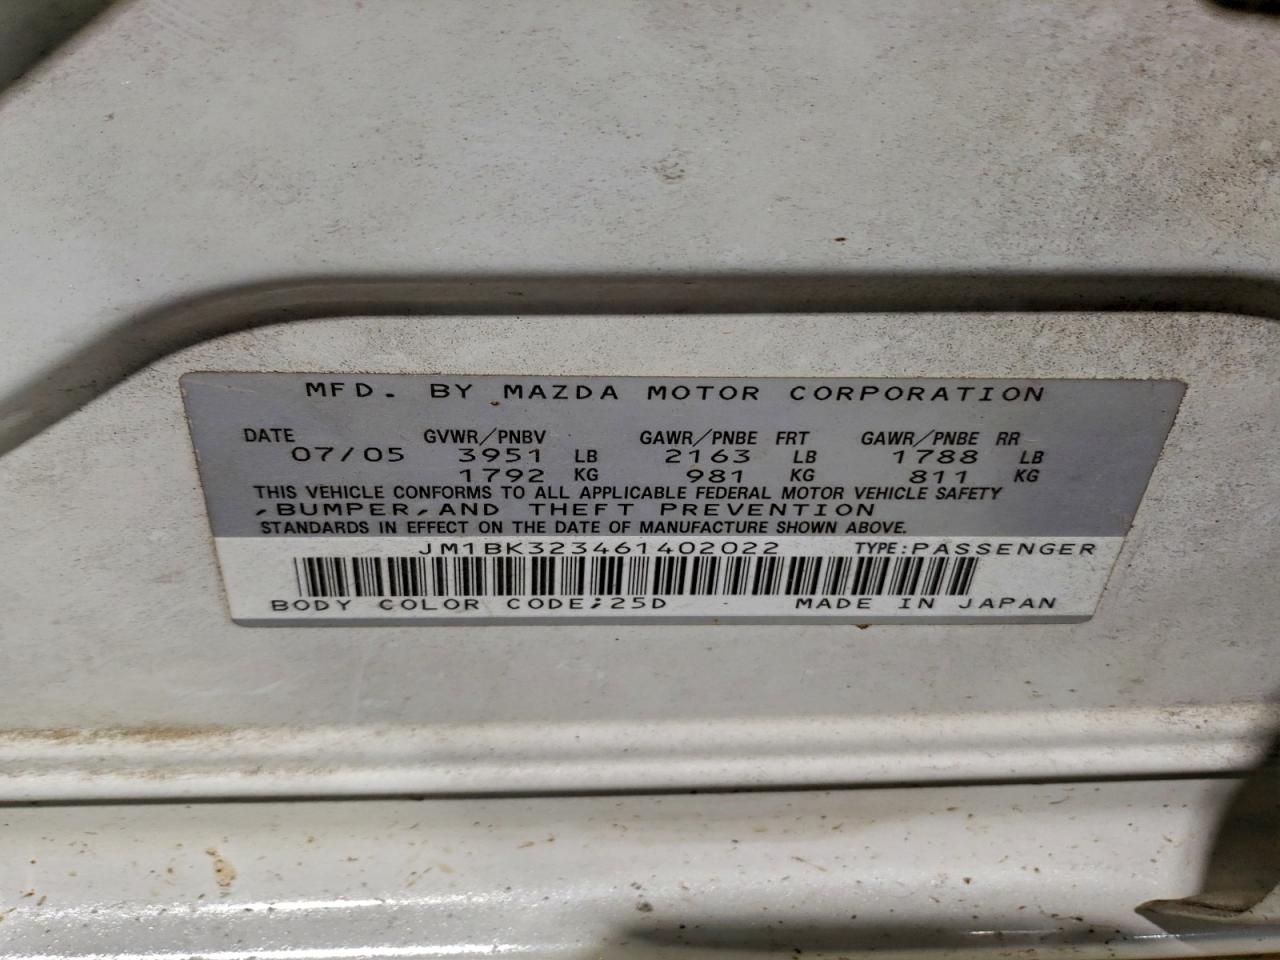 MFD. BY MAZDA MOTOR CORPORATION
DATE GVWR/PNBV GAWR/PNBE FRT GAWR/PNBE RR
07/05 3951 LB 2163 LB 1788 LB
1792 KG 981 KG 811 KG
THIS VEHICLE CONFORMS TO ALL APPLICABLE FEDERAL MOTOR VEHICLE SAFETY
,BUMPER,AND THEFT PREVENTION
STANDARDS IN EFFECT ON THE DATE OF MANUFACTURE SHOWN ABOVE.
JM1BK323461402022 TYPE:PASSENGER
BODY COLOR CODE;25D MADE IN JAPAN